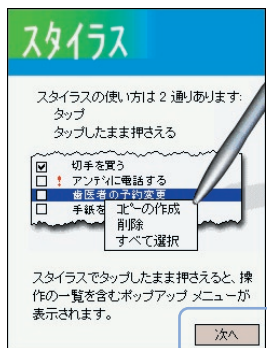 スタイラス
スタイラスの使い方は 2 通りあります:
タップ
タップしたまま押さえる
切手を買う
! アンディに電話する
歯医者の予約変更
手紙を
コピーの作成
削除
すべて選択
スタイラスでタップしたまま押さえると、操
作の一覧を含むポップアップ メニューが
表示されます。
次へ